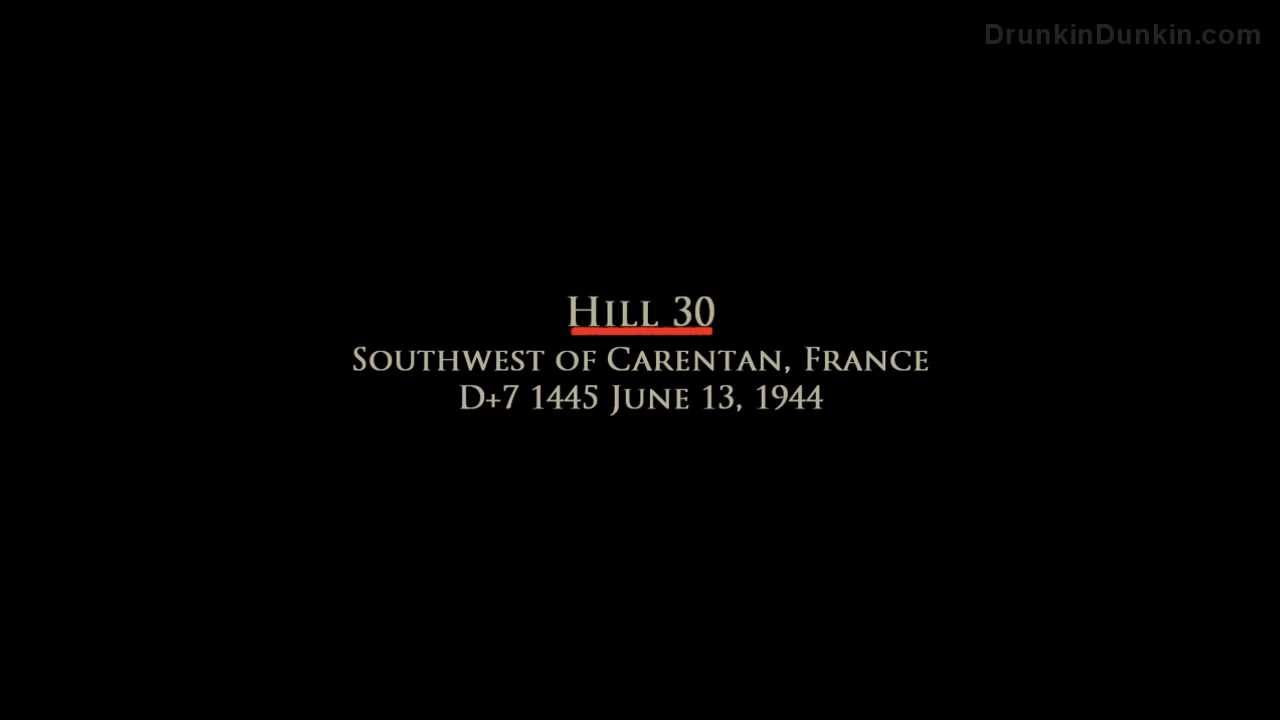 DrunkinDunkin.com
Hill 30
Southwest of Carentan, France
D+7 1445 June 13, 1944